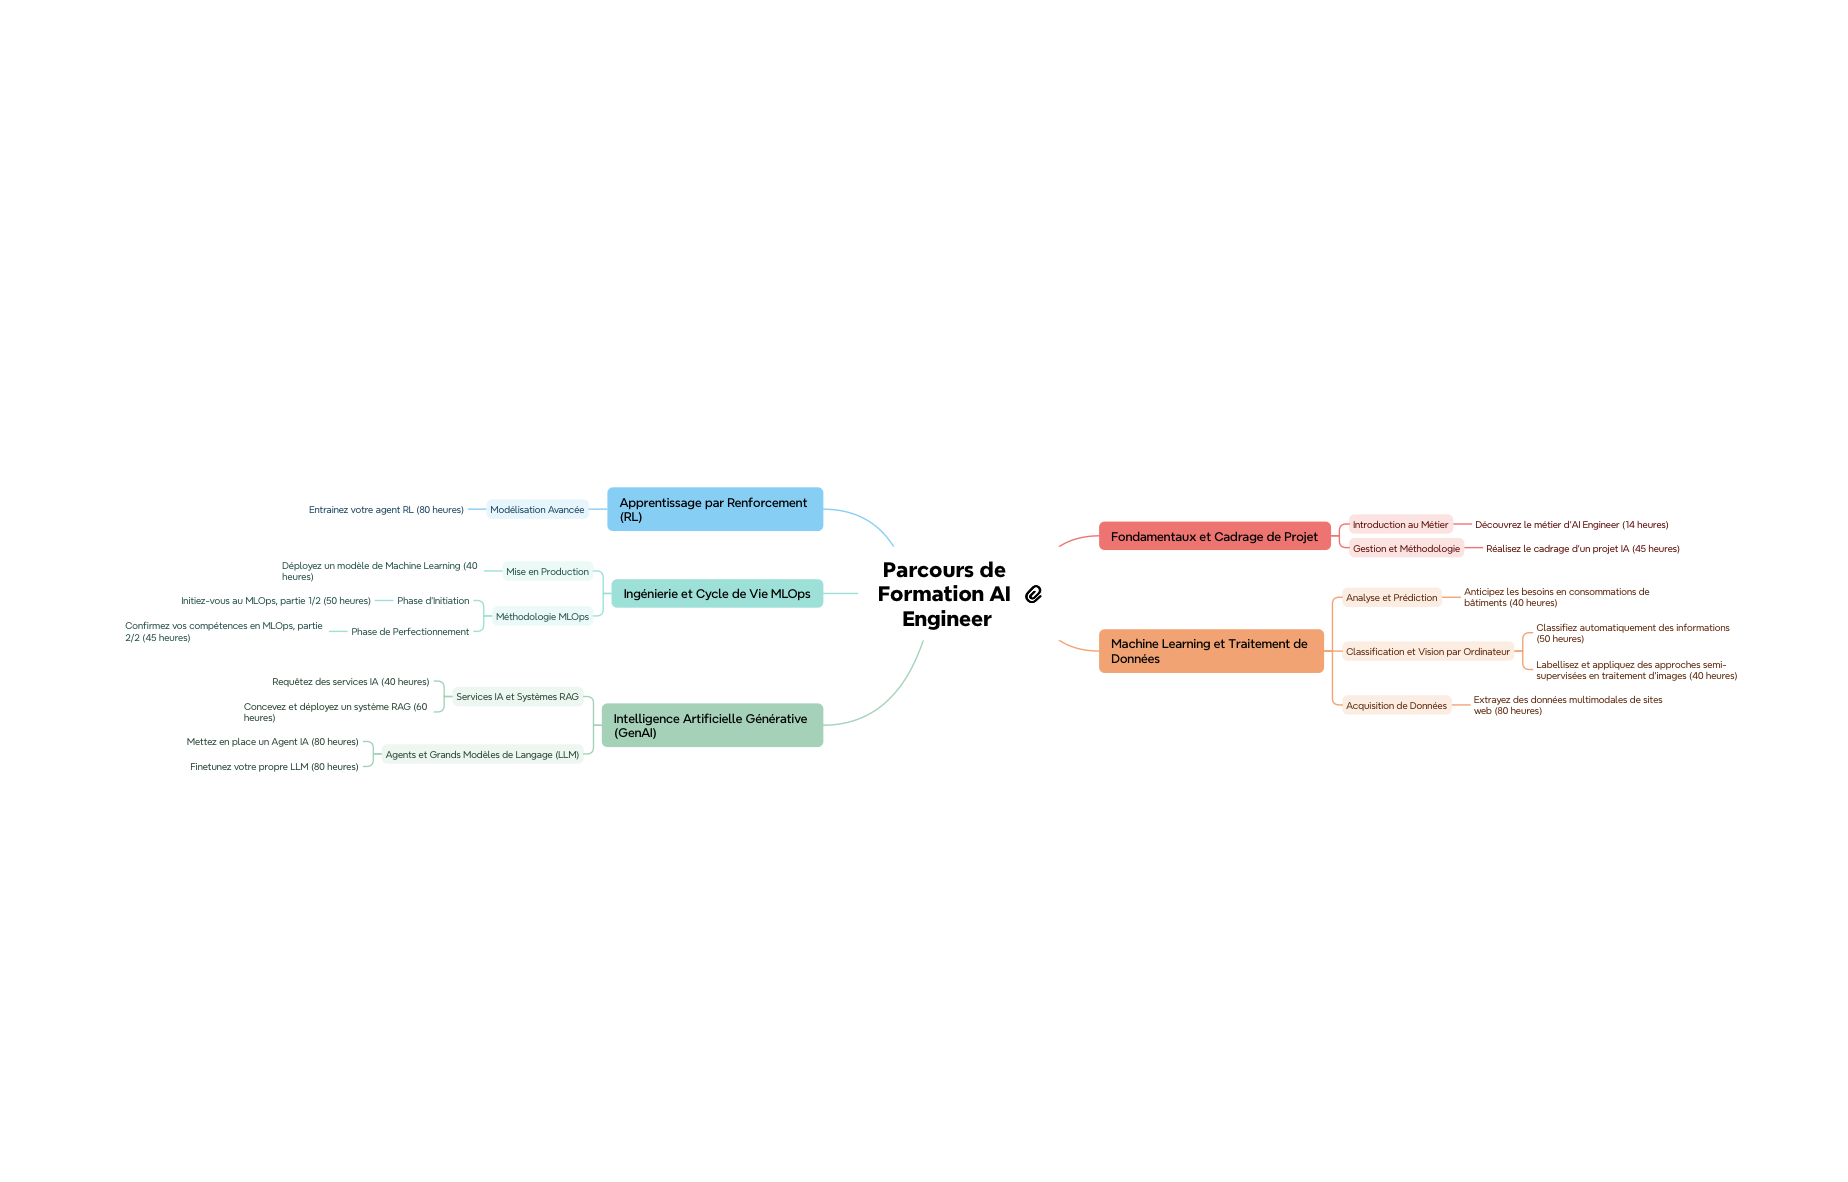 Parcours de
Formation AI
Engineer
Fondamentaux et Cadrage de Projet
Introduction au Métier
Découvrez le métier d'AI Engineer (14 heures)
Gestion et Méthodologie
Réalisez le cadrage d'un projet IA (45 heures)
Machine Learning et Traitement de
Données
Analyse et Prédiction
Anticipez les besoins en consommations de
bâtiments (40 heures)
Classification et Vision par Ordinateur
Classifiez automatiquement des informations
(50 heures)
Labellisez et appliquez des approches semi-
supervisées en traitement d'images (40 heures)
Acquisition de Données
Extrayez des données multimodales de sites
web (80 heures)
Apprentissage par Renforcement
(RL)
Modélisation Avancée
Entrainez votre agent RL (80 heures)
Ingénierie et Cycle de Vie MLOps
Mise en Production
Déployez un modèle de Machine Learning (40
heures)
Méthodologie MLOps
Phase d'Initiation
Initiez-vous au MLOps, partie 1/2 (50 heures)
Phase de Perfectionnement
Confirmez vos compétences en MLOps, partie
2/2 (45 heures)
Intelligence Artificielle Générative
(GenAI)
Services IA et Systèmes RAG
Requêtez des services IA (40 heures)
Concevez et déployez un système RAG (60
heures)
Agents et Grands Modèles de Langage (LLM)
Mettez en place un Agent IA (80 heures)
Finetunez votre propre LLM (80 heures)